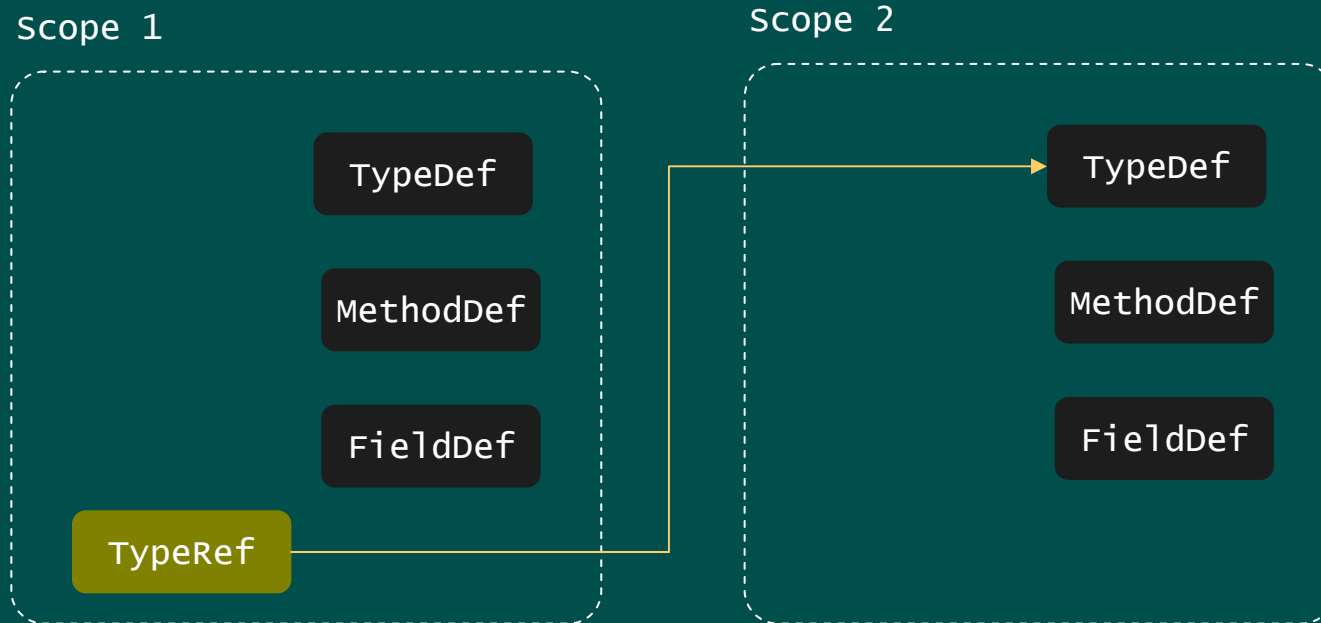 Scope 1
TypeDef
MethodDef
FieldDef
TypeRef
Scope 2
TypeDef
MethodDef
FieldDef